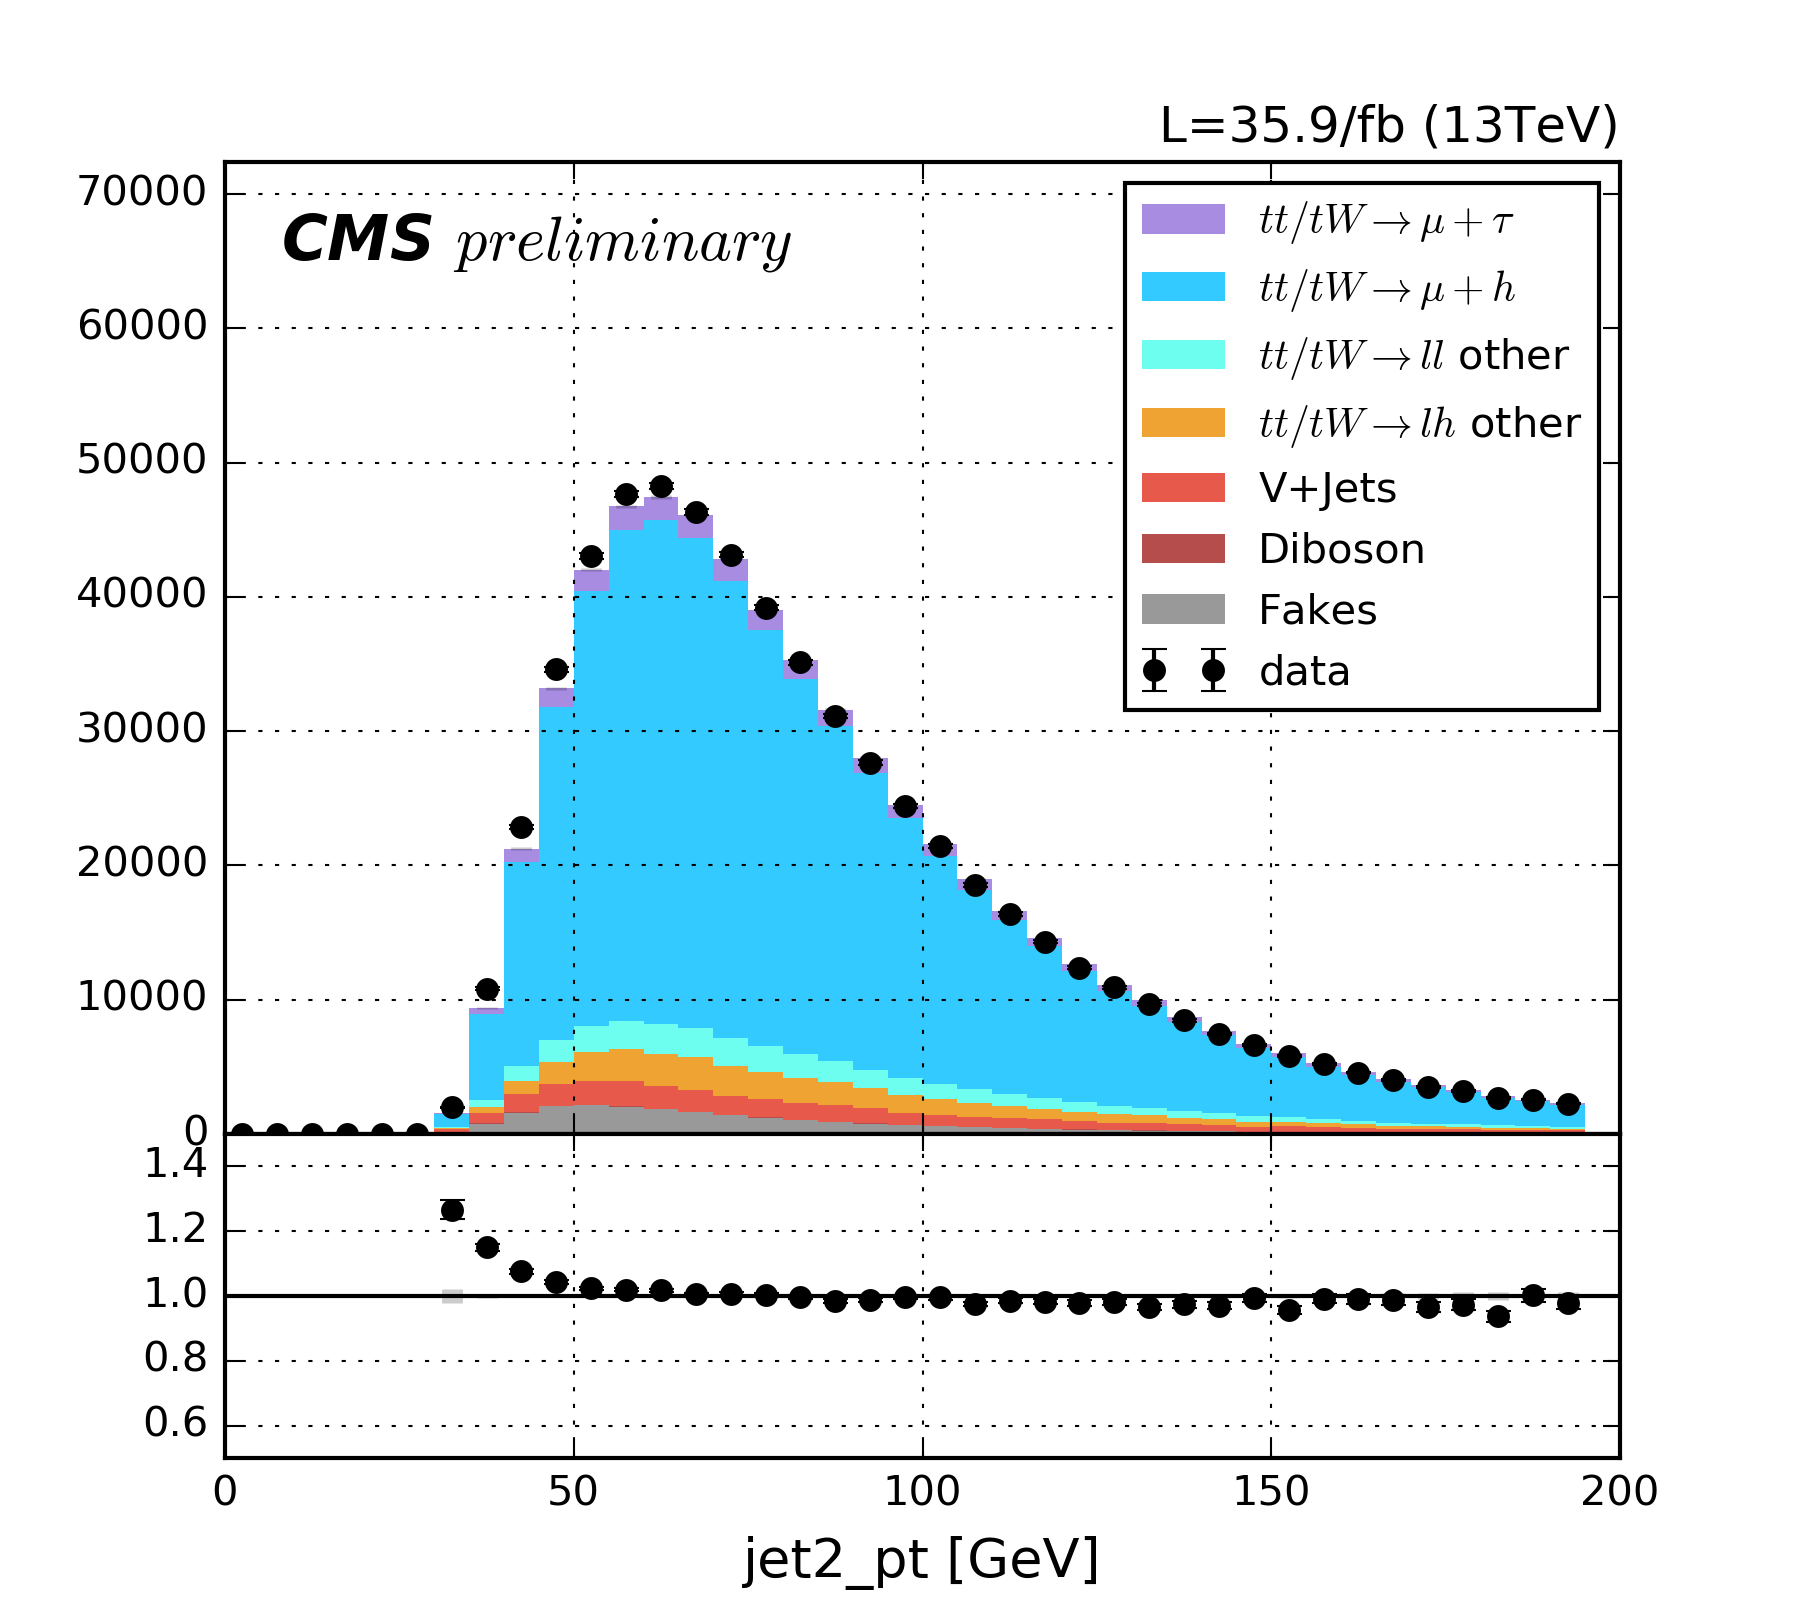 L=35.9/fb (13TeV)
CMS preliminary
70000
60000
50000
40000
30000
20000
10000
0
tt/tW→μ+τ
tt/tW→μ+h
tt/tW→ll other
tt/tW→lh other
V+Jets
Diboson
Fakes
data
1.4
1.2
1.0
0.8
0.6
0 50 100 150 200
jet2_pt [GeV]